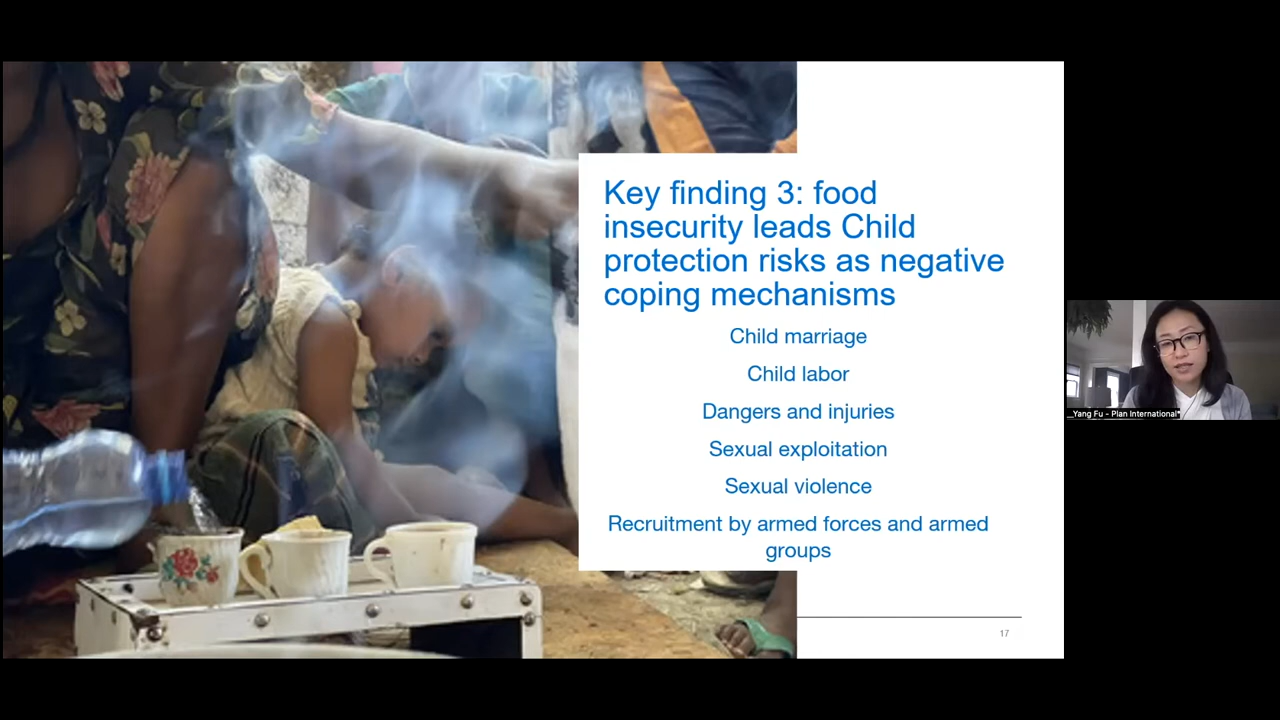 Key finding 3: food
insecurity leads Child
protection risks as negative
coping mechanisms
Child marriage
Child labor
Dangers and injuries
Sexual exploitation
Sexual violence
Recruitment by armed forces and armed
groups
17
_Yang Fu - Plan International*